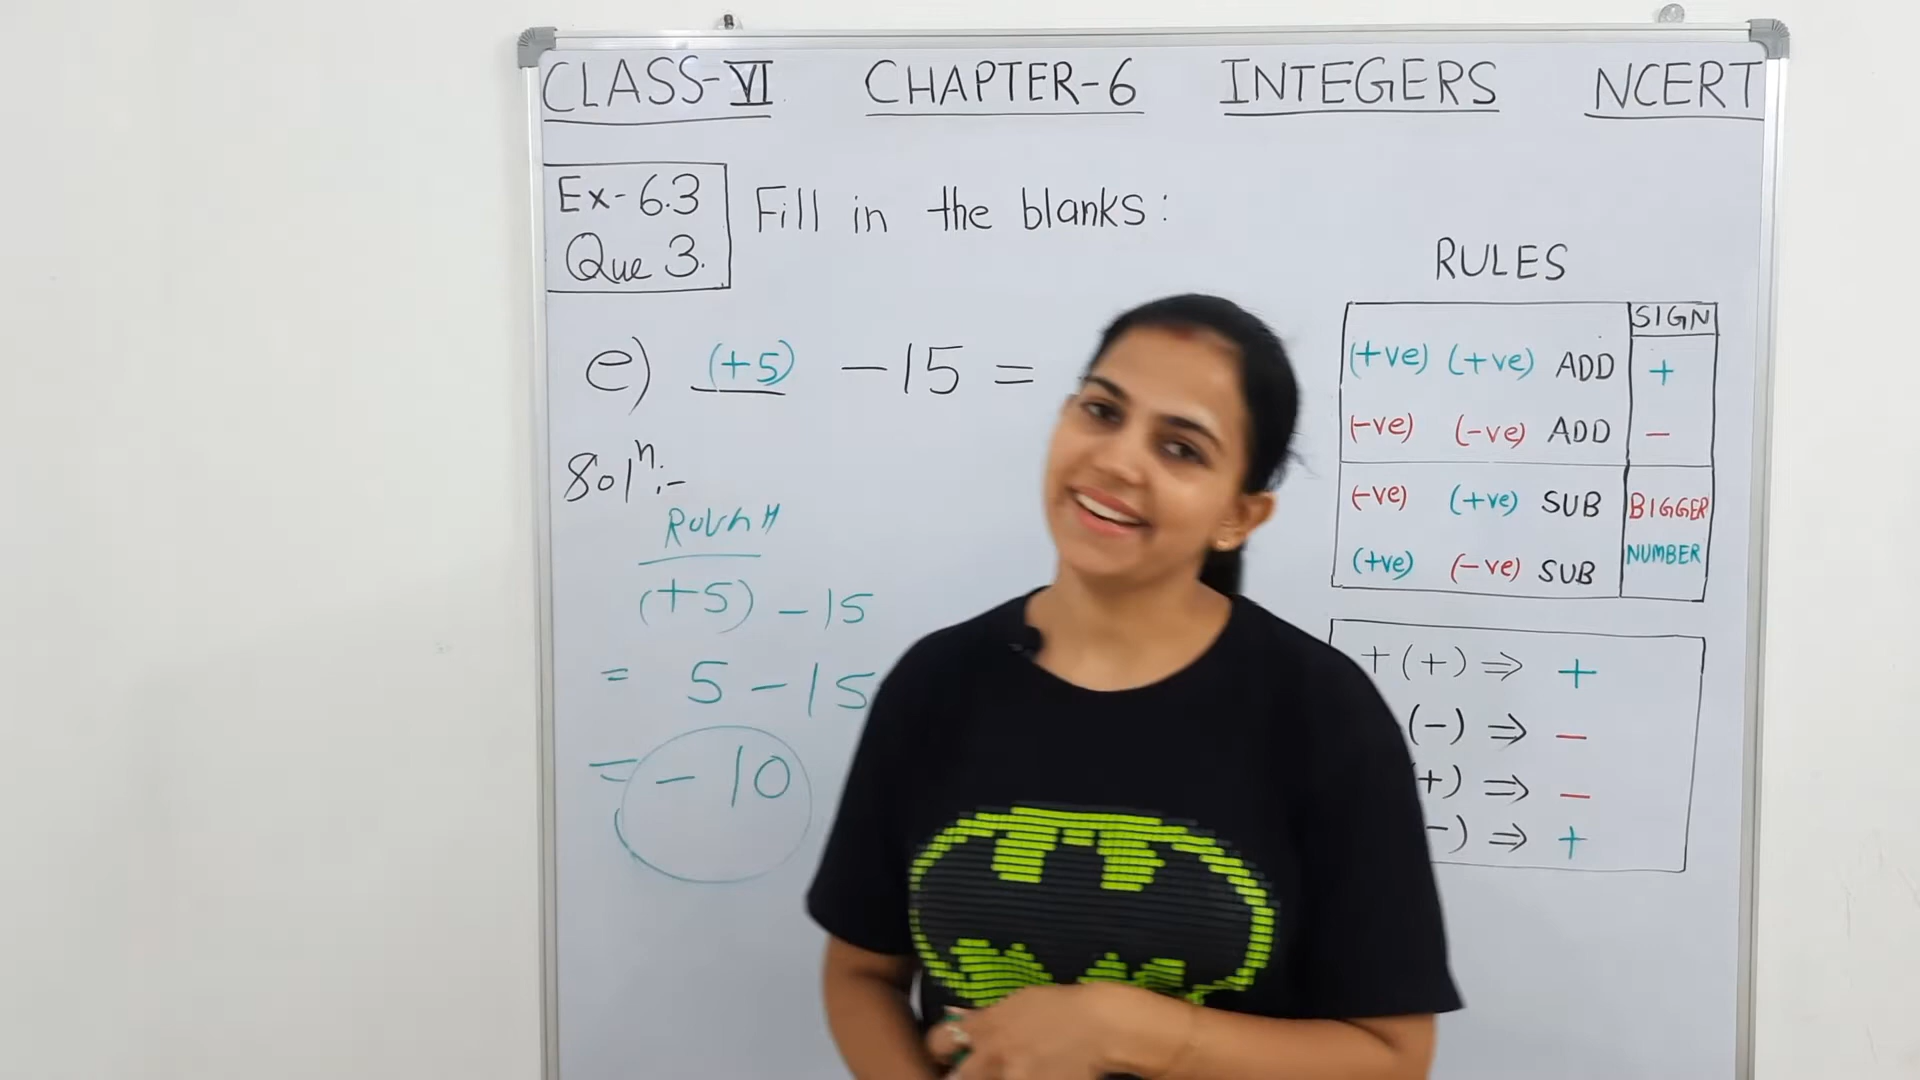 CLASS-VI CHAPTER-6 INTEGERS NCERT
Ex-6.3
Que 3.
Fill in the blanks:
e) (+5) -15 =
Solⁿ:-
(+5) -15
= 5 - 15
= -10
RULES
SIGN
(+ve) (+ve) ADD +
(-ve) (-ve) ADD -
(-ve) (+ve) SUB BIGGER
(+ve) (-ve) SUB NUMBER
+ (+) ⇒ +
(-) ⇒ -
+) ⇒ -
-) ⇒ +